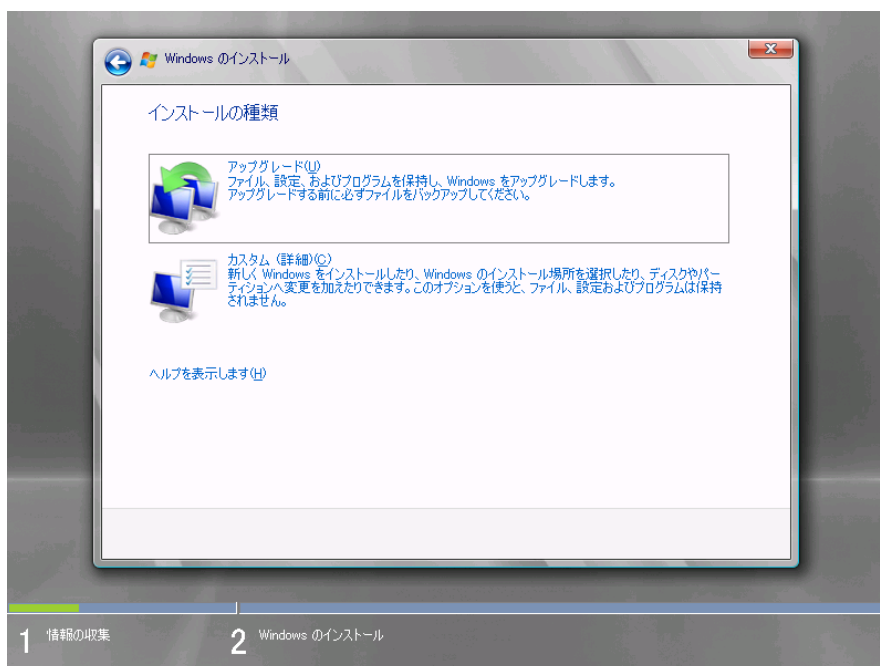 Windows のインストール
インストールの種類
アップグレード(U)
ファイル、設定、およびプログラムを保持し、Windows をアップグレードします。
アップグレードする前に必ずファイルをバックアップしてください。
カスタム (詳細)(C)
新しく Windows をインストールしたり、Windows のインストール場所を選択したり、ディスクやパー
ティションへ変更を加えたりできます。このオプションを使うと、ファイル、設定およびプログラムは保持
されません。
ヘルプを表示します(H)
1 情報の収集
2 Windows のインストール